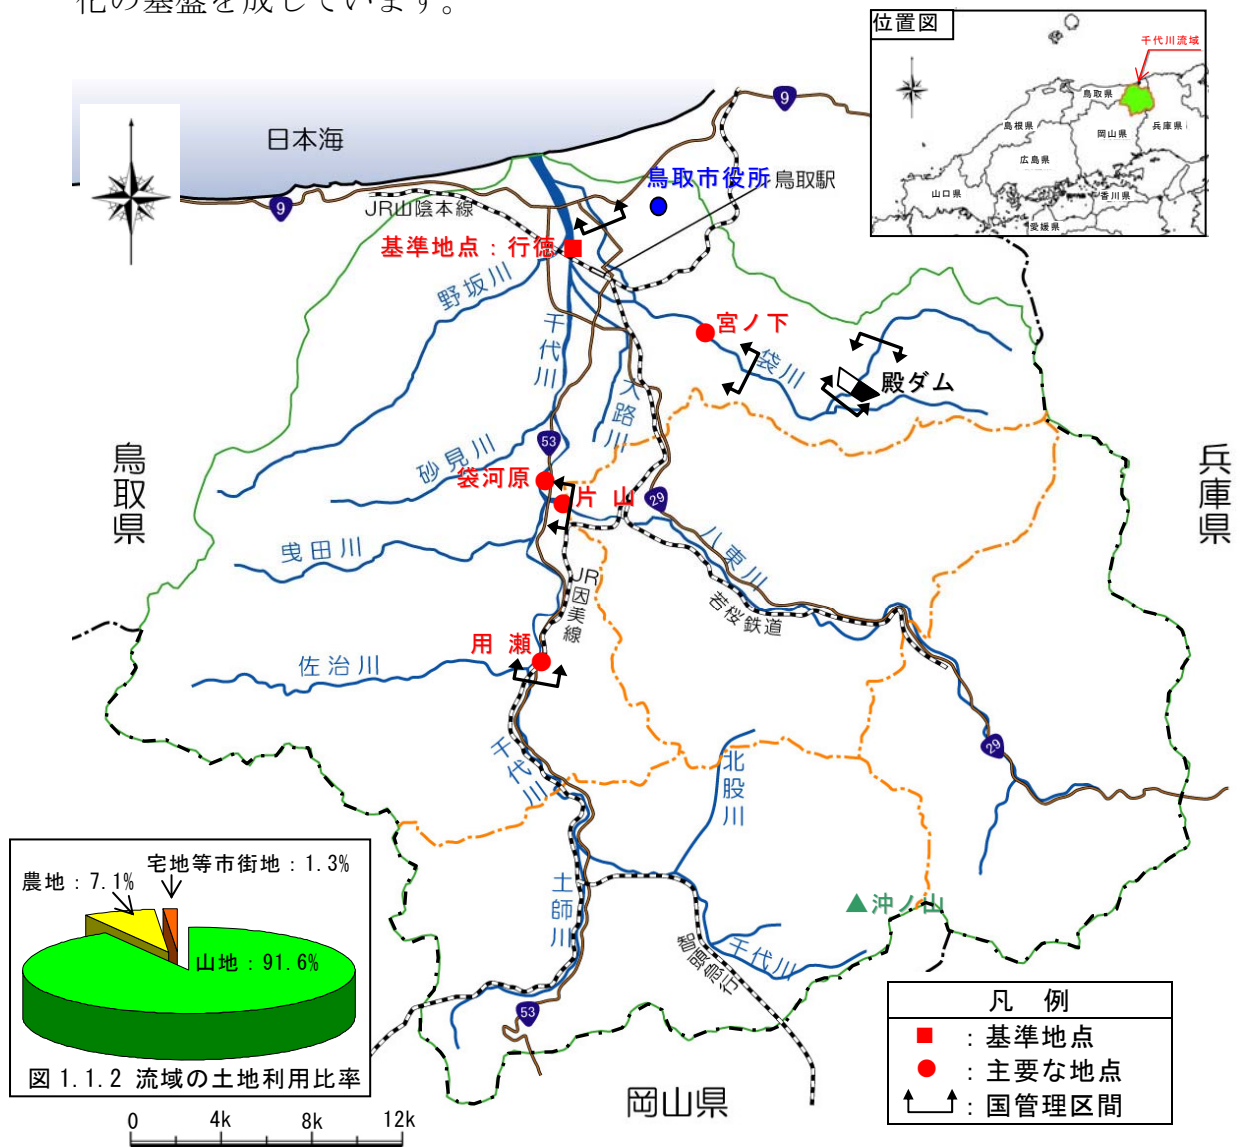 化の基盤を成しています。
位置図
千代川流域
鳥取県
島根県
岡山県
兵庫県
広島県
山口県
香川県
愛媛県
9
日本海
鳥取市役所
鳥取駅
9
JR山陰本線
基準地点：行徳
野坂川
千代川
宮ノ下
袋川
殿ダム
大路川
鳥取県
兵庫県
53
砂見川
袋河原
片山
29
八東川
曳田川
JR因美線
若桜鉄道
用瀬
佐治川
千代川
29
北股川
宅地等市街地：1.3%
農地：7.1%
山地：91.6%
図 1.1.2 流域の土地利用比率
土師川
沖ノ山
千代川
智頭急行
53
凡 例
：基準地点
：主要な地点
：国管理区間
岡山県
0 4k 8k 12k